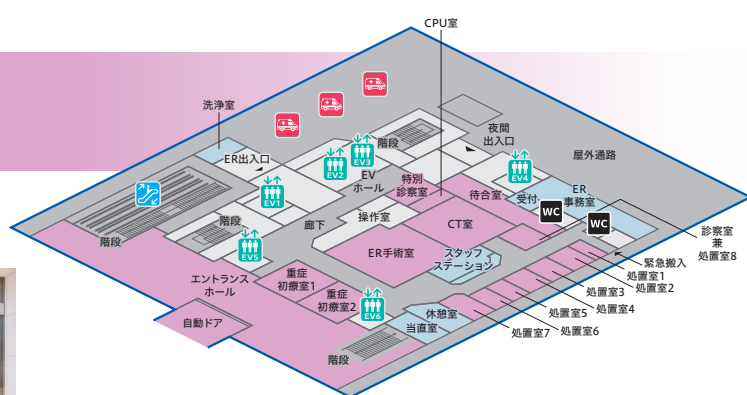 CPU室
洗浄室
ER出入口
階段
EV3
EV2
EV
ホール
夜間
出入口
屋外通路
EV1
特別
診察室
待合室
EV4
受付
ER
事務室
WC
WC
階段
階段
EV5
廊下
操作室
CT室
ER手術室
スタッフ
ステーション
診察室
兼
処置室8
緊急搬入
処置室1
処置室2
処置室3
処置室4
処置室5
処置室6
処置室7
エントランス
ホール
重症
初療室1
重症
初療室2
EV6
休憩室
当直室
自動ドア
階段